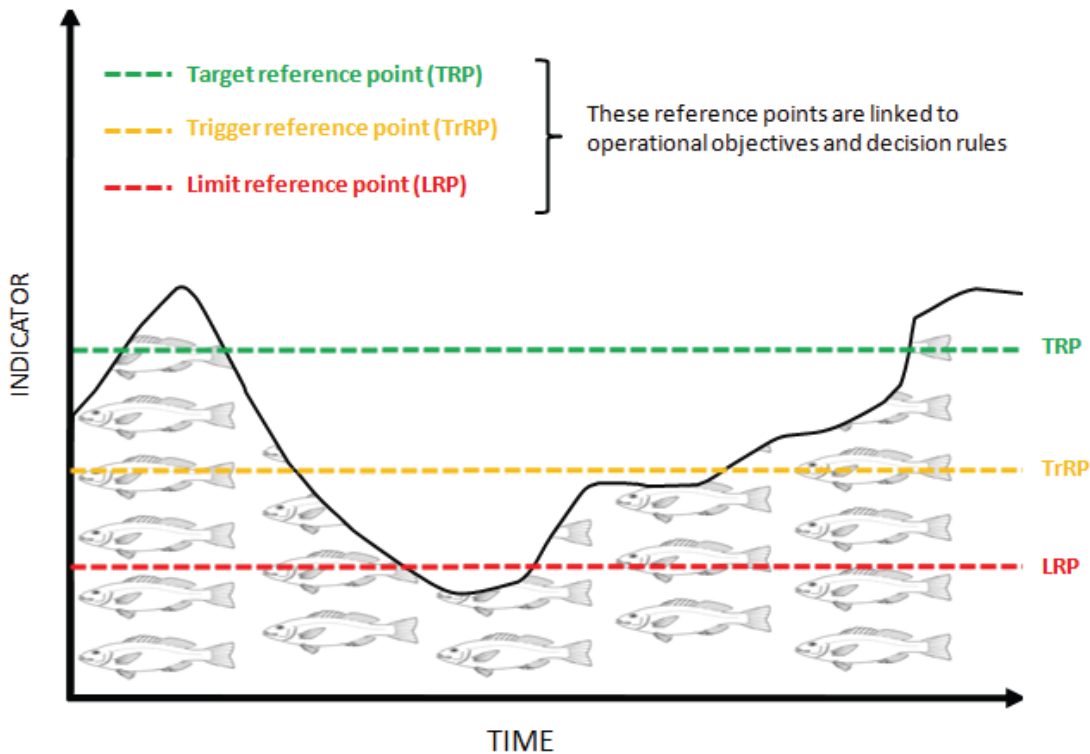 Target reference point (TRP)
Trigger reference point (TrRP)
Limit reference point (LRP)
These reference points are linked to
operational objectives and decision rules
INDICATOR
TRP
TrRP
LRP
TIME